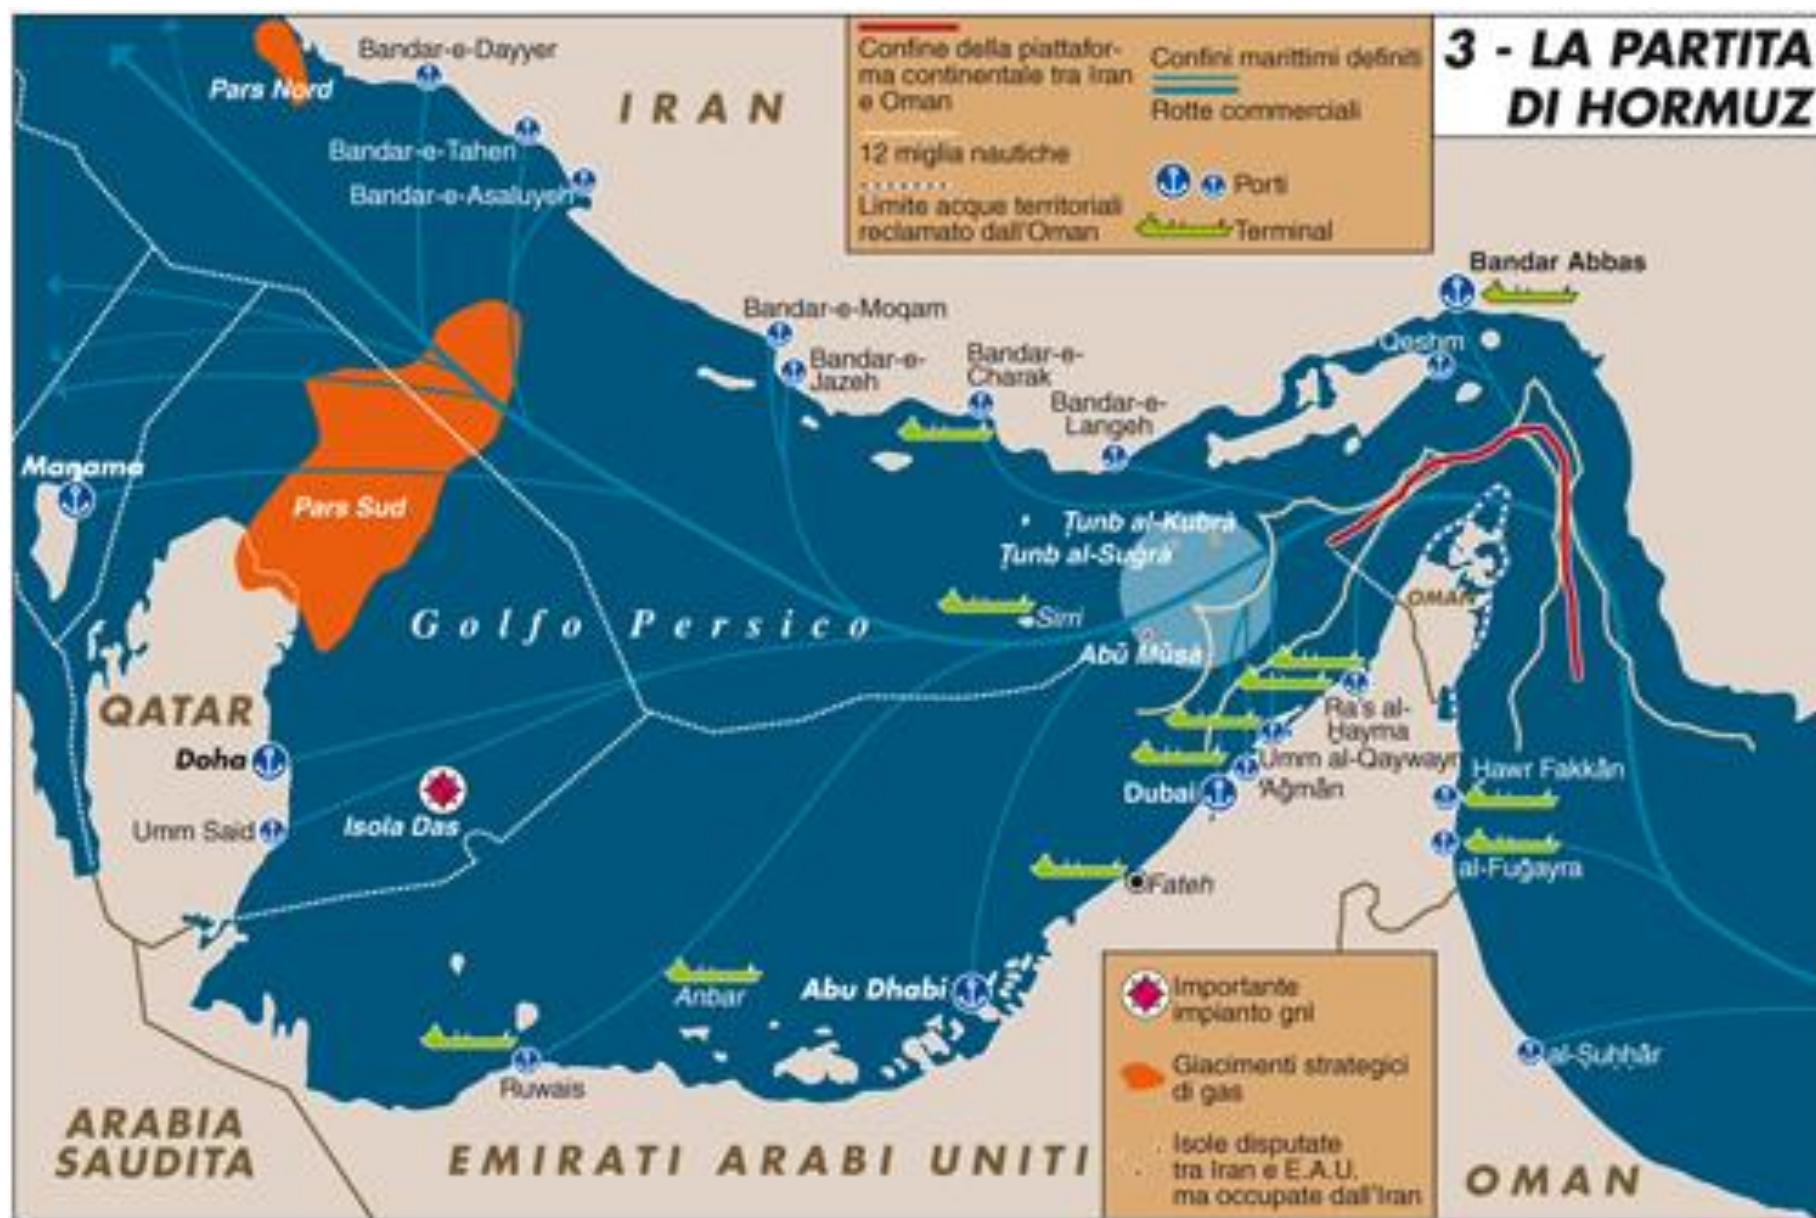 3 - LA PARTITA
DI HORMUZ
Confine della piattafor-
ma continentale tra Iran
e Oman
12 miglia nautiche
Limite acque territoriali
reclamato dall'Oman
Confini marittimi definiti
Rotte commerciali
Porti
Terminal
Bandar-e-Dayyer
Pars Nord
IRAN
Bandar-e-Taheri
Bandar-e-Asaluyeh
Bandar Abbas
Bandar-e-Moqam
Qeshm
Bandar-e-
Jazeh
Bandar-e-
Charak
Bandar-e-
Langeh
Manama
Pars Sud
Ṭunb al-Kubrà
Ṭunb al-Suġrà
OMAN
Golfo Persico
Sirri
Abū Mūsà
QATAR
Ra's al-
Ḫayma
Doha
Umm al-Qaywayn
Ḫawr Fakkān
Dubai
'Aǧmān
Isola Das
Umm Said
al-Fuǧayra
Fateh
Anbar
Abu Dhabi
Importante
impianto gnl
al-Ṣuḥḥār
Giacimenti strategici
di gas
Ruwais
ARABIA
SAUDITA
EMIRATI ARABI UNITI
Isole disputate
tra Iran e E.A.U.
ma occupate dall'Iran
OMAN